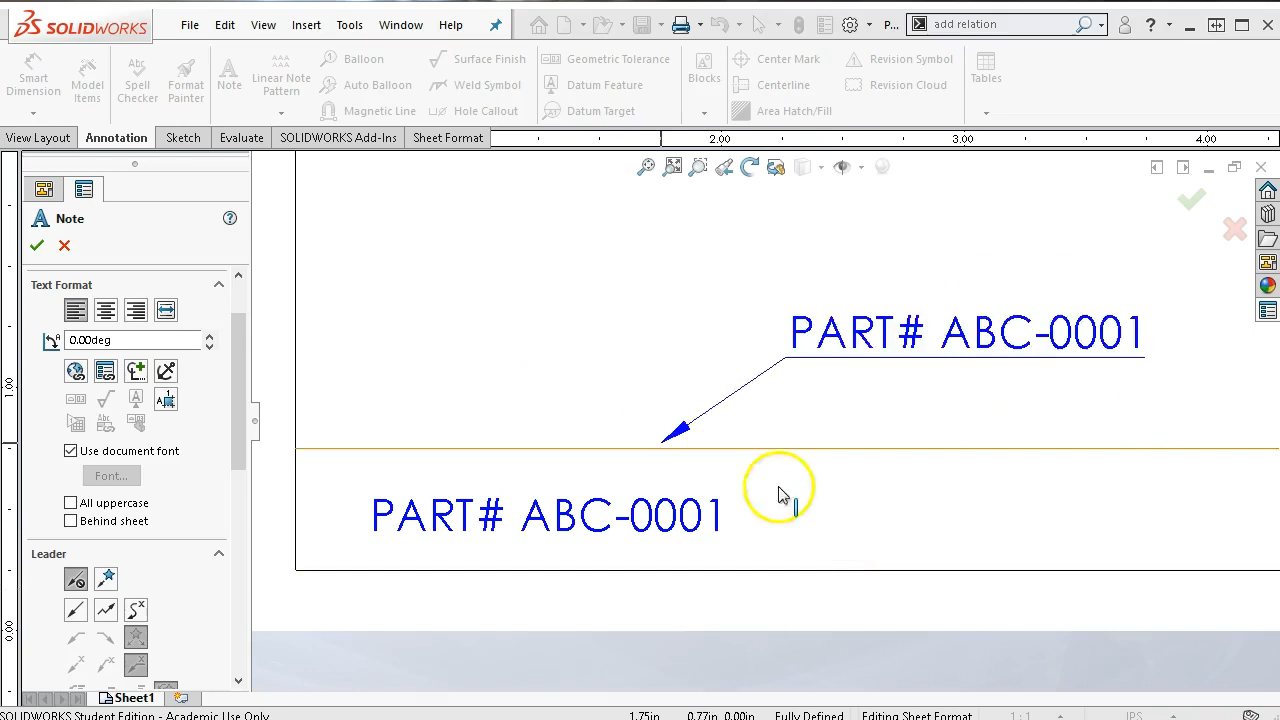 SOLIDWORKS File Edit View Insert Tools Window Help P... add relation ?
Smart Dimension Model Items Spell Checker Format Painter Note Linear Note Pattern Balloon Auto Balloon Magnetic Line Surface Finish Weld Symbol Hole Callout Geometric Tolerance Datum Feature Datum Target Blocks Center Mark Centerline Area Hatch/Fill Revision Symbol Revision Cloud Tables
View Layout Annotation Sketch Evaluate SOLIDWORKS Add-Ins Sheet Format 2.00 3.00 4.00
Note ?
Text Format
0.00deg
PART# ABC-0001
1.00
Use document font
Font...
All uppercase
Behind sheet
PART# ABC-0001
Leader
0.00
Sheet1
SOLIDWORKS Student Edition - Academic Use Only 1.75in 0.77in 0.00in Fully Defined Editing Sheet Format 1 : 1 IPS